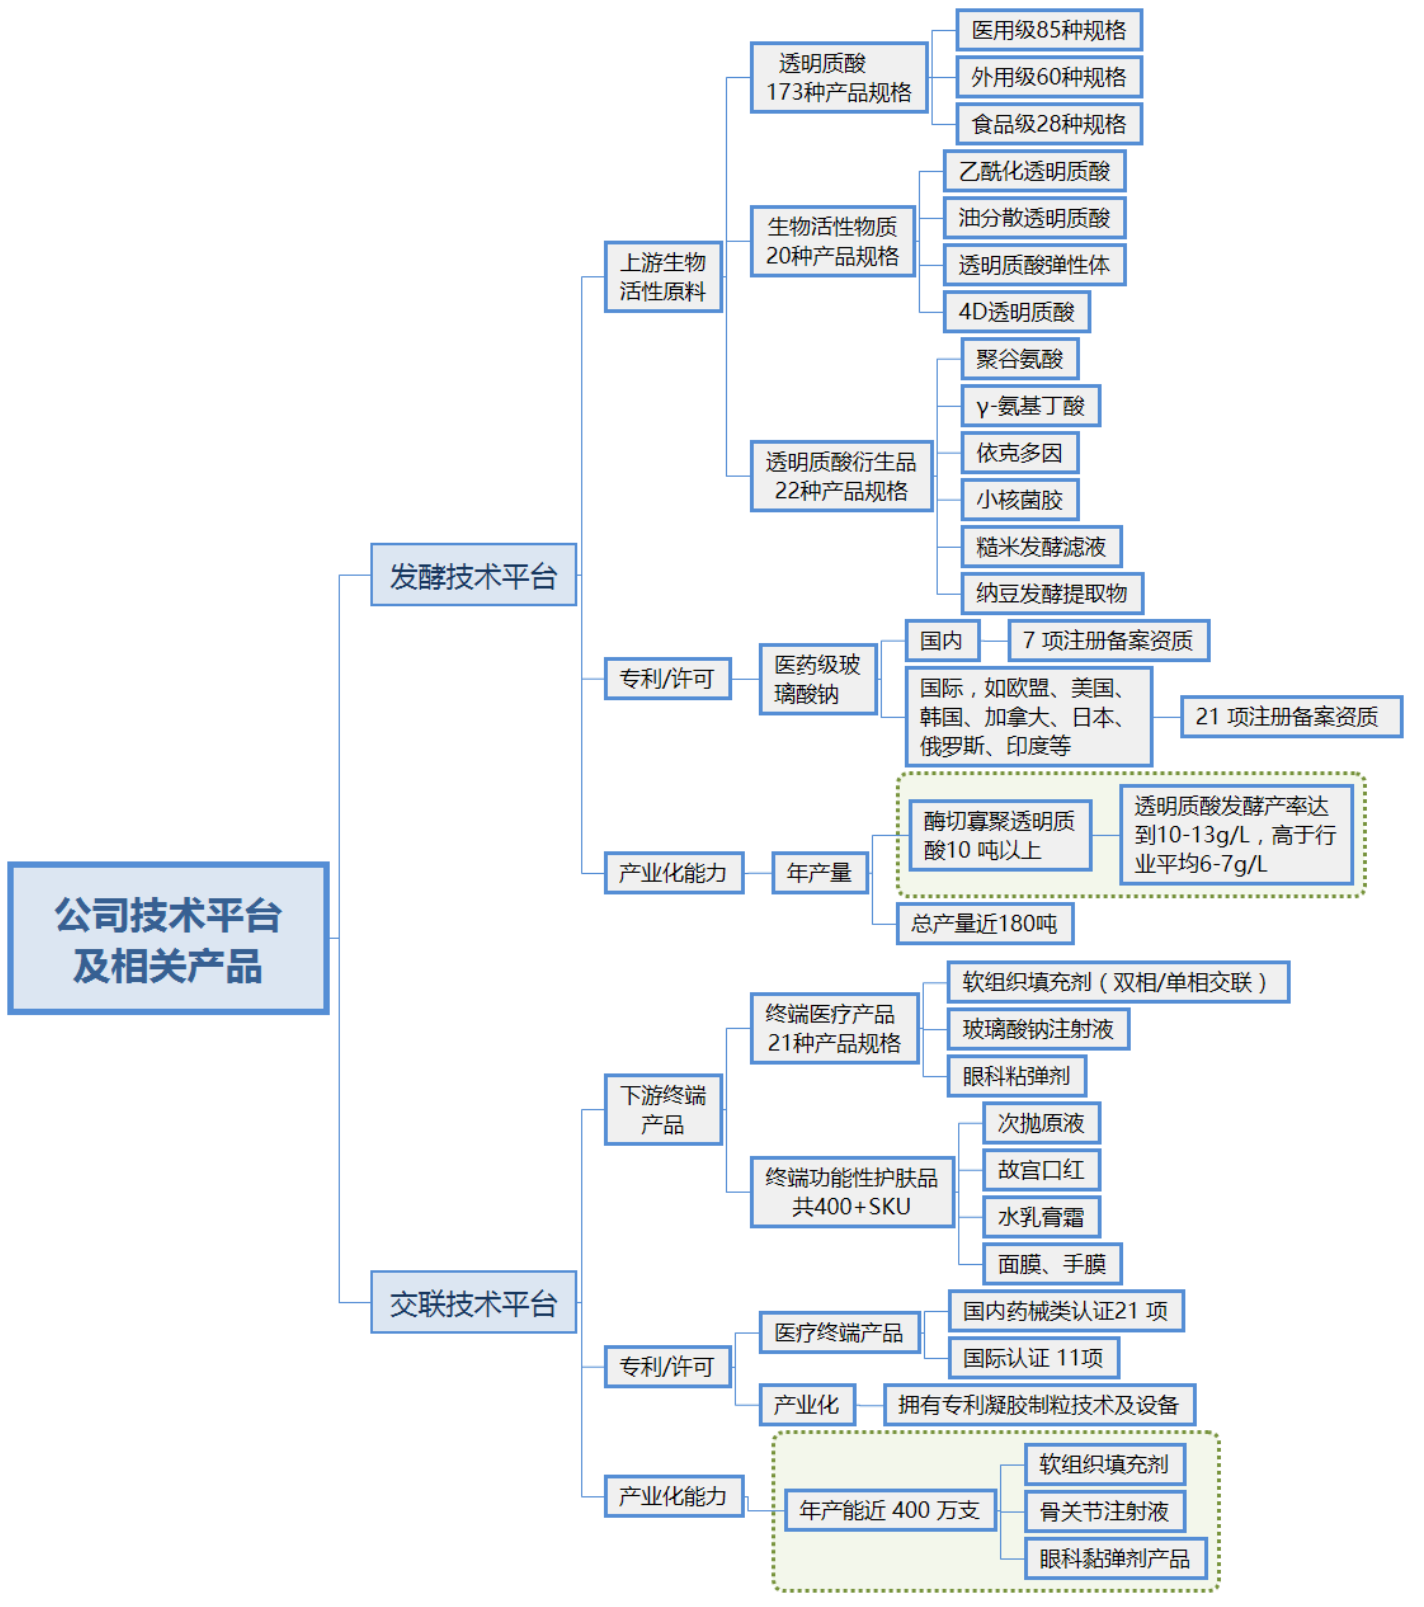 公司技术平台
及相关产品
发酵技术平台
上游生物
活性原料
透明质酸
173种产品规格
医用级85种规格
外用级60种规格
食品级28种规格
生物活性物质
20种产品规格
乙酰化透明质酸
油分散透明质酸
透明质酸弹性体
4D透明质酸
透明质酸衍生品
22种产品规格
聚谷氨酸
γ-氨基丁酸
依克多因
小核菌胶
糙米发酵滤液
纳豆发酵提取物
专利/许可
医药级玻
璃酸钠
国内
7 项注册备案资质
国际，如欧盟、美国、
韩国、加拿大、日本、
俄罗斯、印度等
21 项注册备案资质
产业化能力
年产量
酶切寡聚透明质
酸10 吨以上
透明质酸发酵产率达
到10-13g/L，高于行
业平均6-7g/L
总产量近180吨
交联技术平台
下游终端
产品
终端医疗产品
21种产品规格
软组织填充剂（双相/单相交联）
玻璃酸钠注射液
眼科粘弹剂
终端功能性护肤品
共400+SKU
次抛原液
故宫口红
水乳膏霜
面膜、手膜
专利/许可
医疗终端产品
国内药械类认证21 项
国际认证 11项
产业化
拥有专利凝胶制粒技术及设备
产业化能力
年产能近 400 万支
软组织填充剂
骨关节注射液
眼科黏弹剂产品